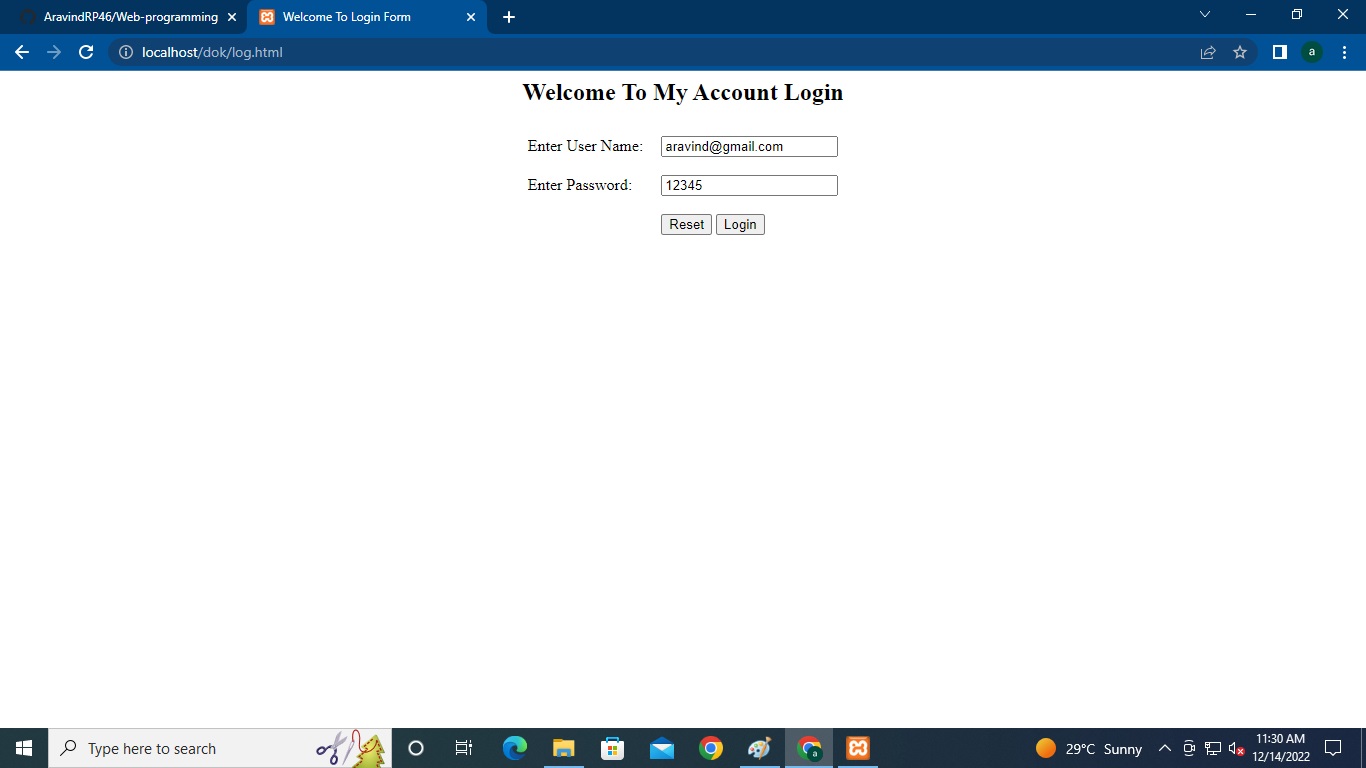 AravindRP46/Web-programming
Welcome To Login Form
localhost/dok/log.html
a
Welcome To My Account Login
Enter User Name: aravind@gmail.com
Enter Password: 12345
Reset Login
Type here to search
a
29°C Sunny
11:30 AM
12/14/2022